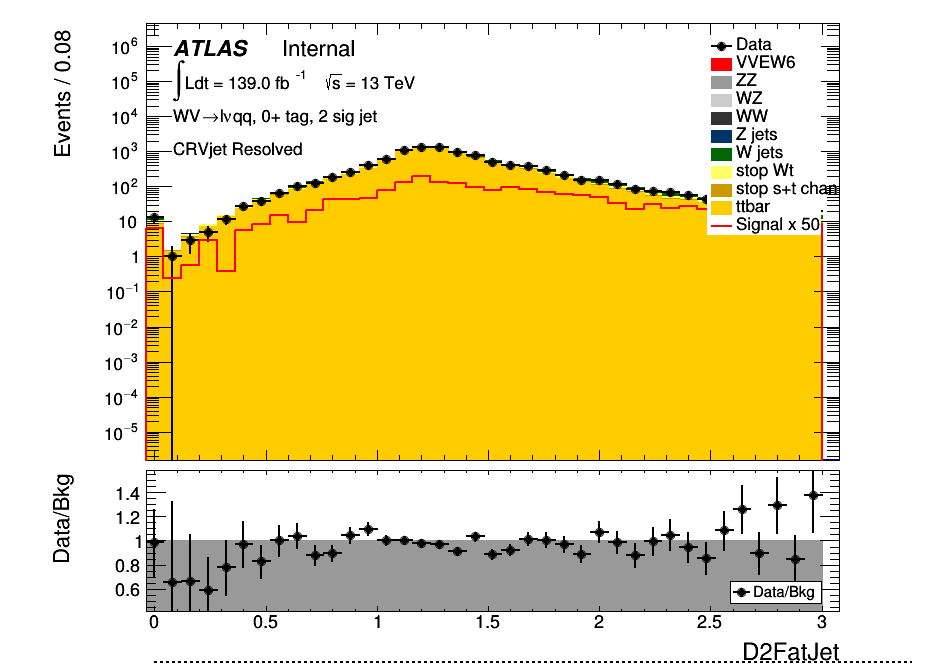 Events / 0.08
10⁶
10⁵
10⁴
10³
10²
10
1
10⁻¹
10⁻²
10⁻³
10⁻⁴
10⁻⁵
ATLAS Internal
∫Ldt = 139.0 fb⁻¹ √s = 13 TeV
WV→lνqq, 0+ tag, 2 sig jet
CRVjet Resolved
Data
VVEW6
ZZ
WZ
WW
Z jets
W jets
stop Wt
stop s+t chan
ttbar
Signal x 50
Data/Bkg
1.4
1.2
1
0.8
0.6
Data/Bkg
0 0.5 1 1.5 2 2.5 3
D2FatJet